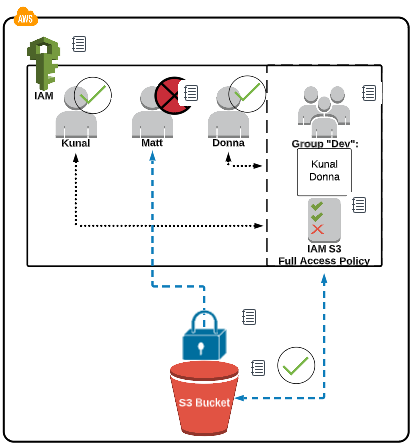 AWS
IAM
Kunal
Matt
Donna
Group "Dev":
Kunal
Donna
IAM S3
Full Access Policy
S3 Bucket